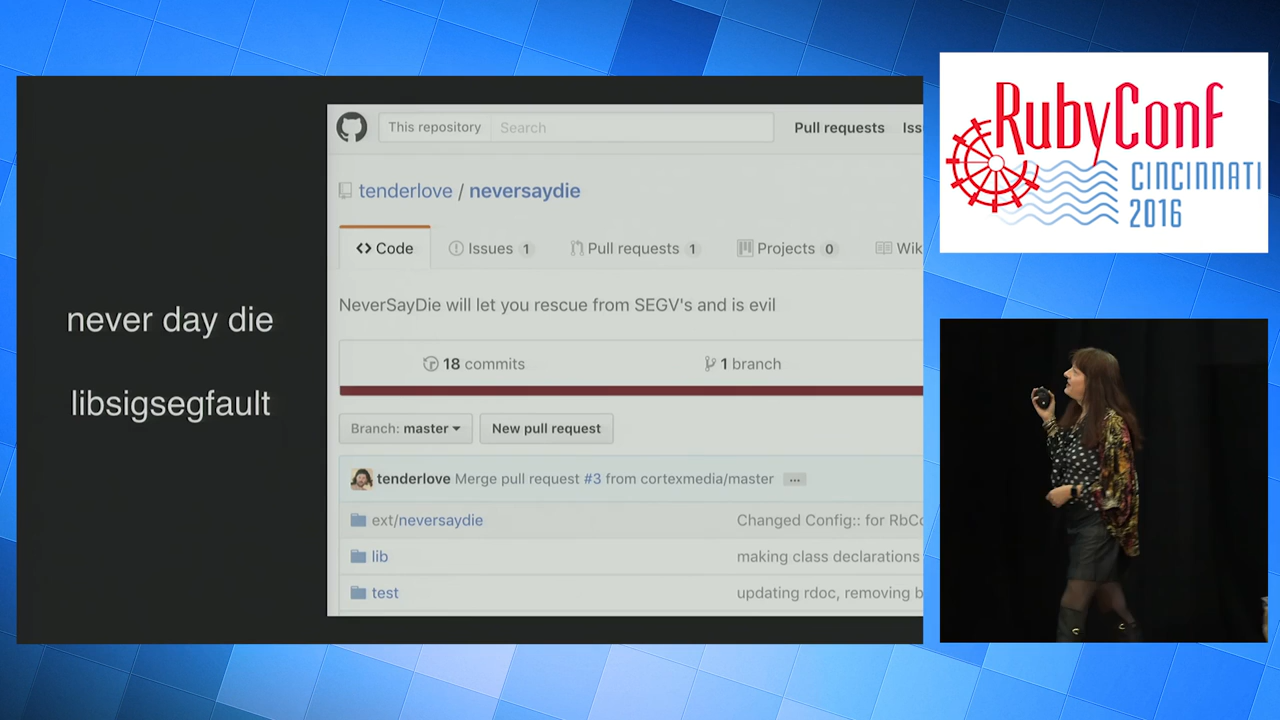 never day die
libsigsegfault
This repository Search Pull requests Iss
tenderlove / neversaydie
Code Issues 1 Pull requests 1 Projects 0 Wik
NeverSayDie will let you rescue from SEGV's and is evil
18 commits 1 branch
Branch: master New pull request
tenderlove Merge pull request #3 from cortexmedia/master ...
ext/neversaydie Changed Config:: for RbCo
lib making class declarations
test updating rdoc, removing b
RubyConf
CINCINNATI
2016